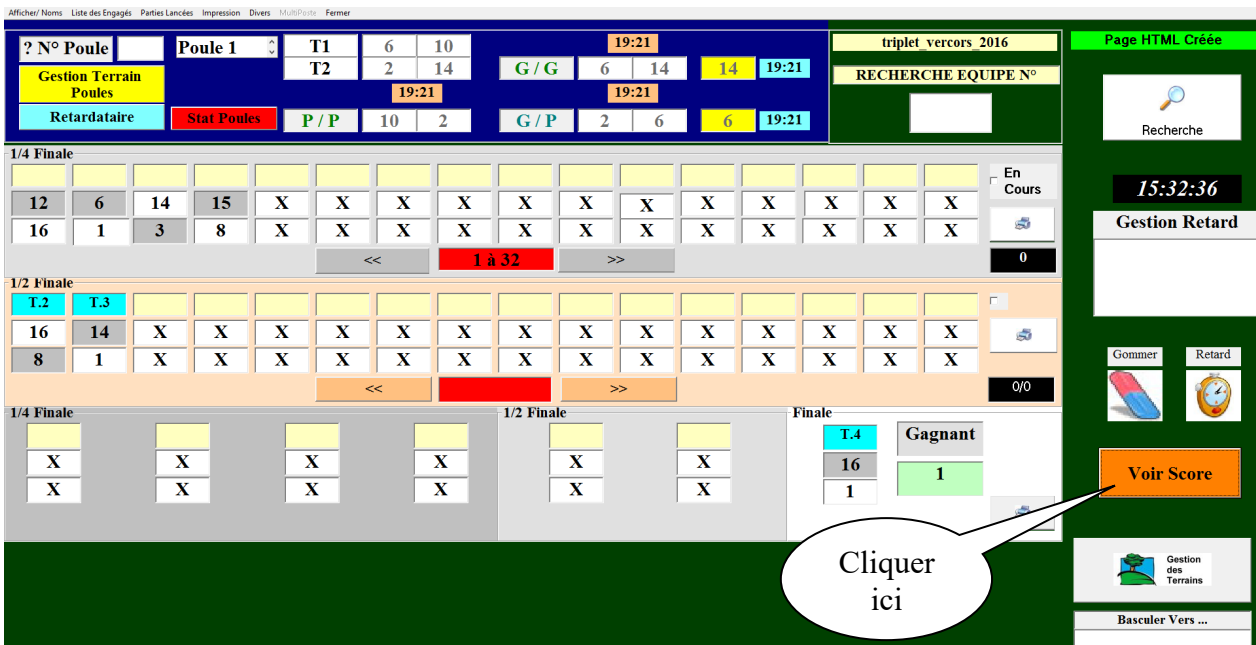 Afficher/ Noms Liste des Engagés Parties Lancées Impression Divers MultiPoste Fermer
? N° Poule Poule 1 T1 6 10 19:21 triplet_vercors_2016 Page HTML Créée
Gestion Terrain Poules T2 2 14 G / G 6 14 14 19:21 RECHERCHE EQUIPE N°
19:21 19:21
Retardataire Stat Poules P / P 10 2 G / P 2 6 6 19:21 Recherche
1/4 Finale
En Cours
12 6 14 15 X X X X X X X X X X X X
16 1 3 8 X X X X X X X X X X X X
<< 1 à 32 >> 0
15:32:36
Gestion Retard
1/2 Finale
T.2 T.3
16 14 X X X X X X X X X X X X X X
8 1 X X X X X X X X X X X X X X
<< >> 0/0
Gommer Retard
1/4 Finale 1/2 Finale Finale
T.4 Gagnant
X X X X X X 16 1
X X X X X X 1
Voir Score
Cliquer
ici
Gestion
des
Terrains
Basculer Vers ...